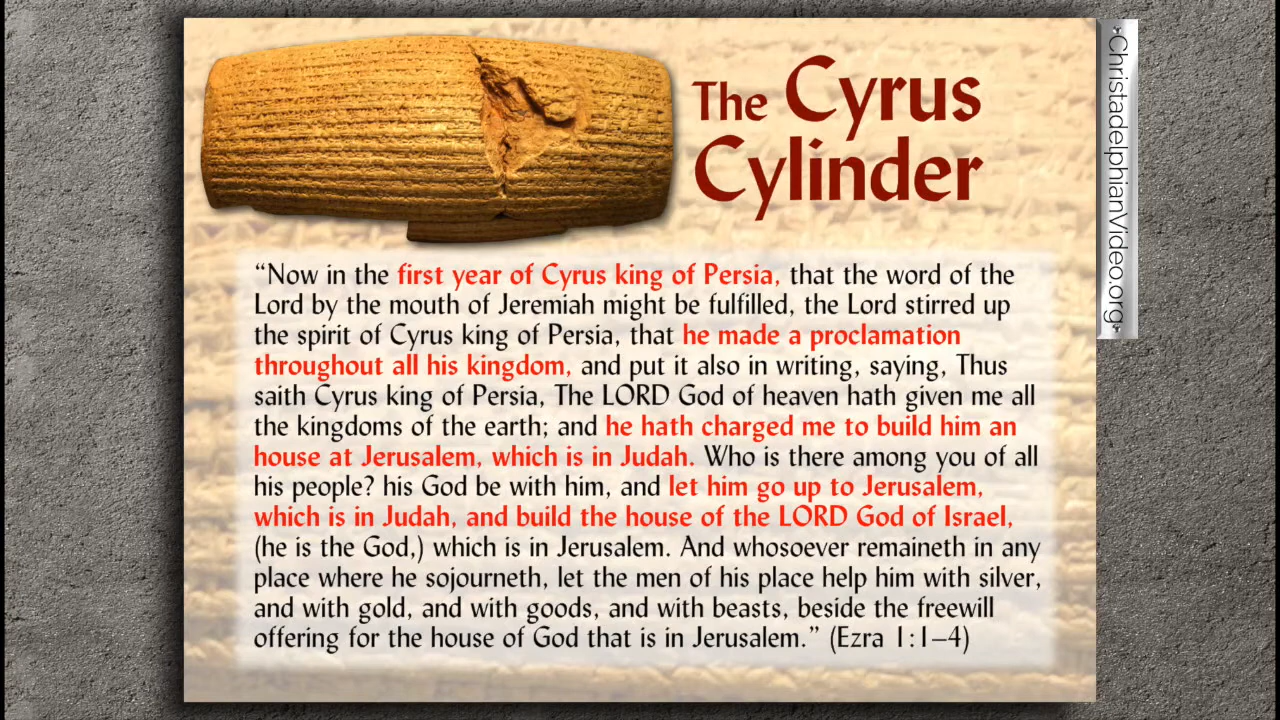 The Cyrus
Cylinder
“Now in the first year of Cyrus king of Persia, that the word of the
Lord by the mouth of Jeremiah might be fulfilled, the Lord stirred up
the spirit of Cyrus king of Persia, that he made a proclamation
throughout all his kingdom, and put it also in writing, saying, Thus
saith Cyrus king of Persia, The LORD God of heaven hath given me all
the kingdoms of the earth; and he hath charged me to build him an
house at Jerusalem, which is in Judah. Who is there among you of all
his people? his God be with him, and let him go up to Jerusalem,
which is in Judah, and build the house of the LORD God of Israel,
(he is the God,) which is in Jerusalem. And whosoever remaineth in any
place where he sojourneth, let the men of his place help him with silver,
and with gold, and with goods, and with beasts, beside the freewill
offering for the house of God that is in Jerusalem.” (Ezra 1:1–4)
ChristadelphianVideo.org